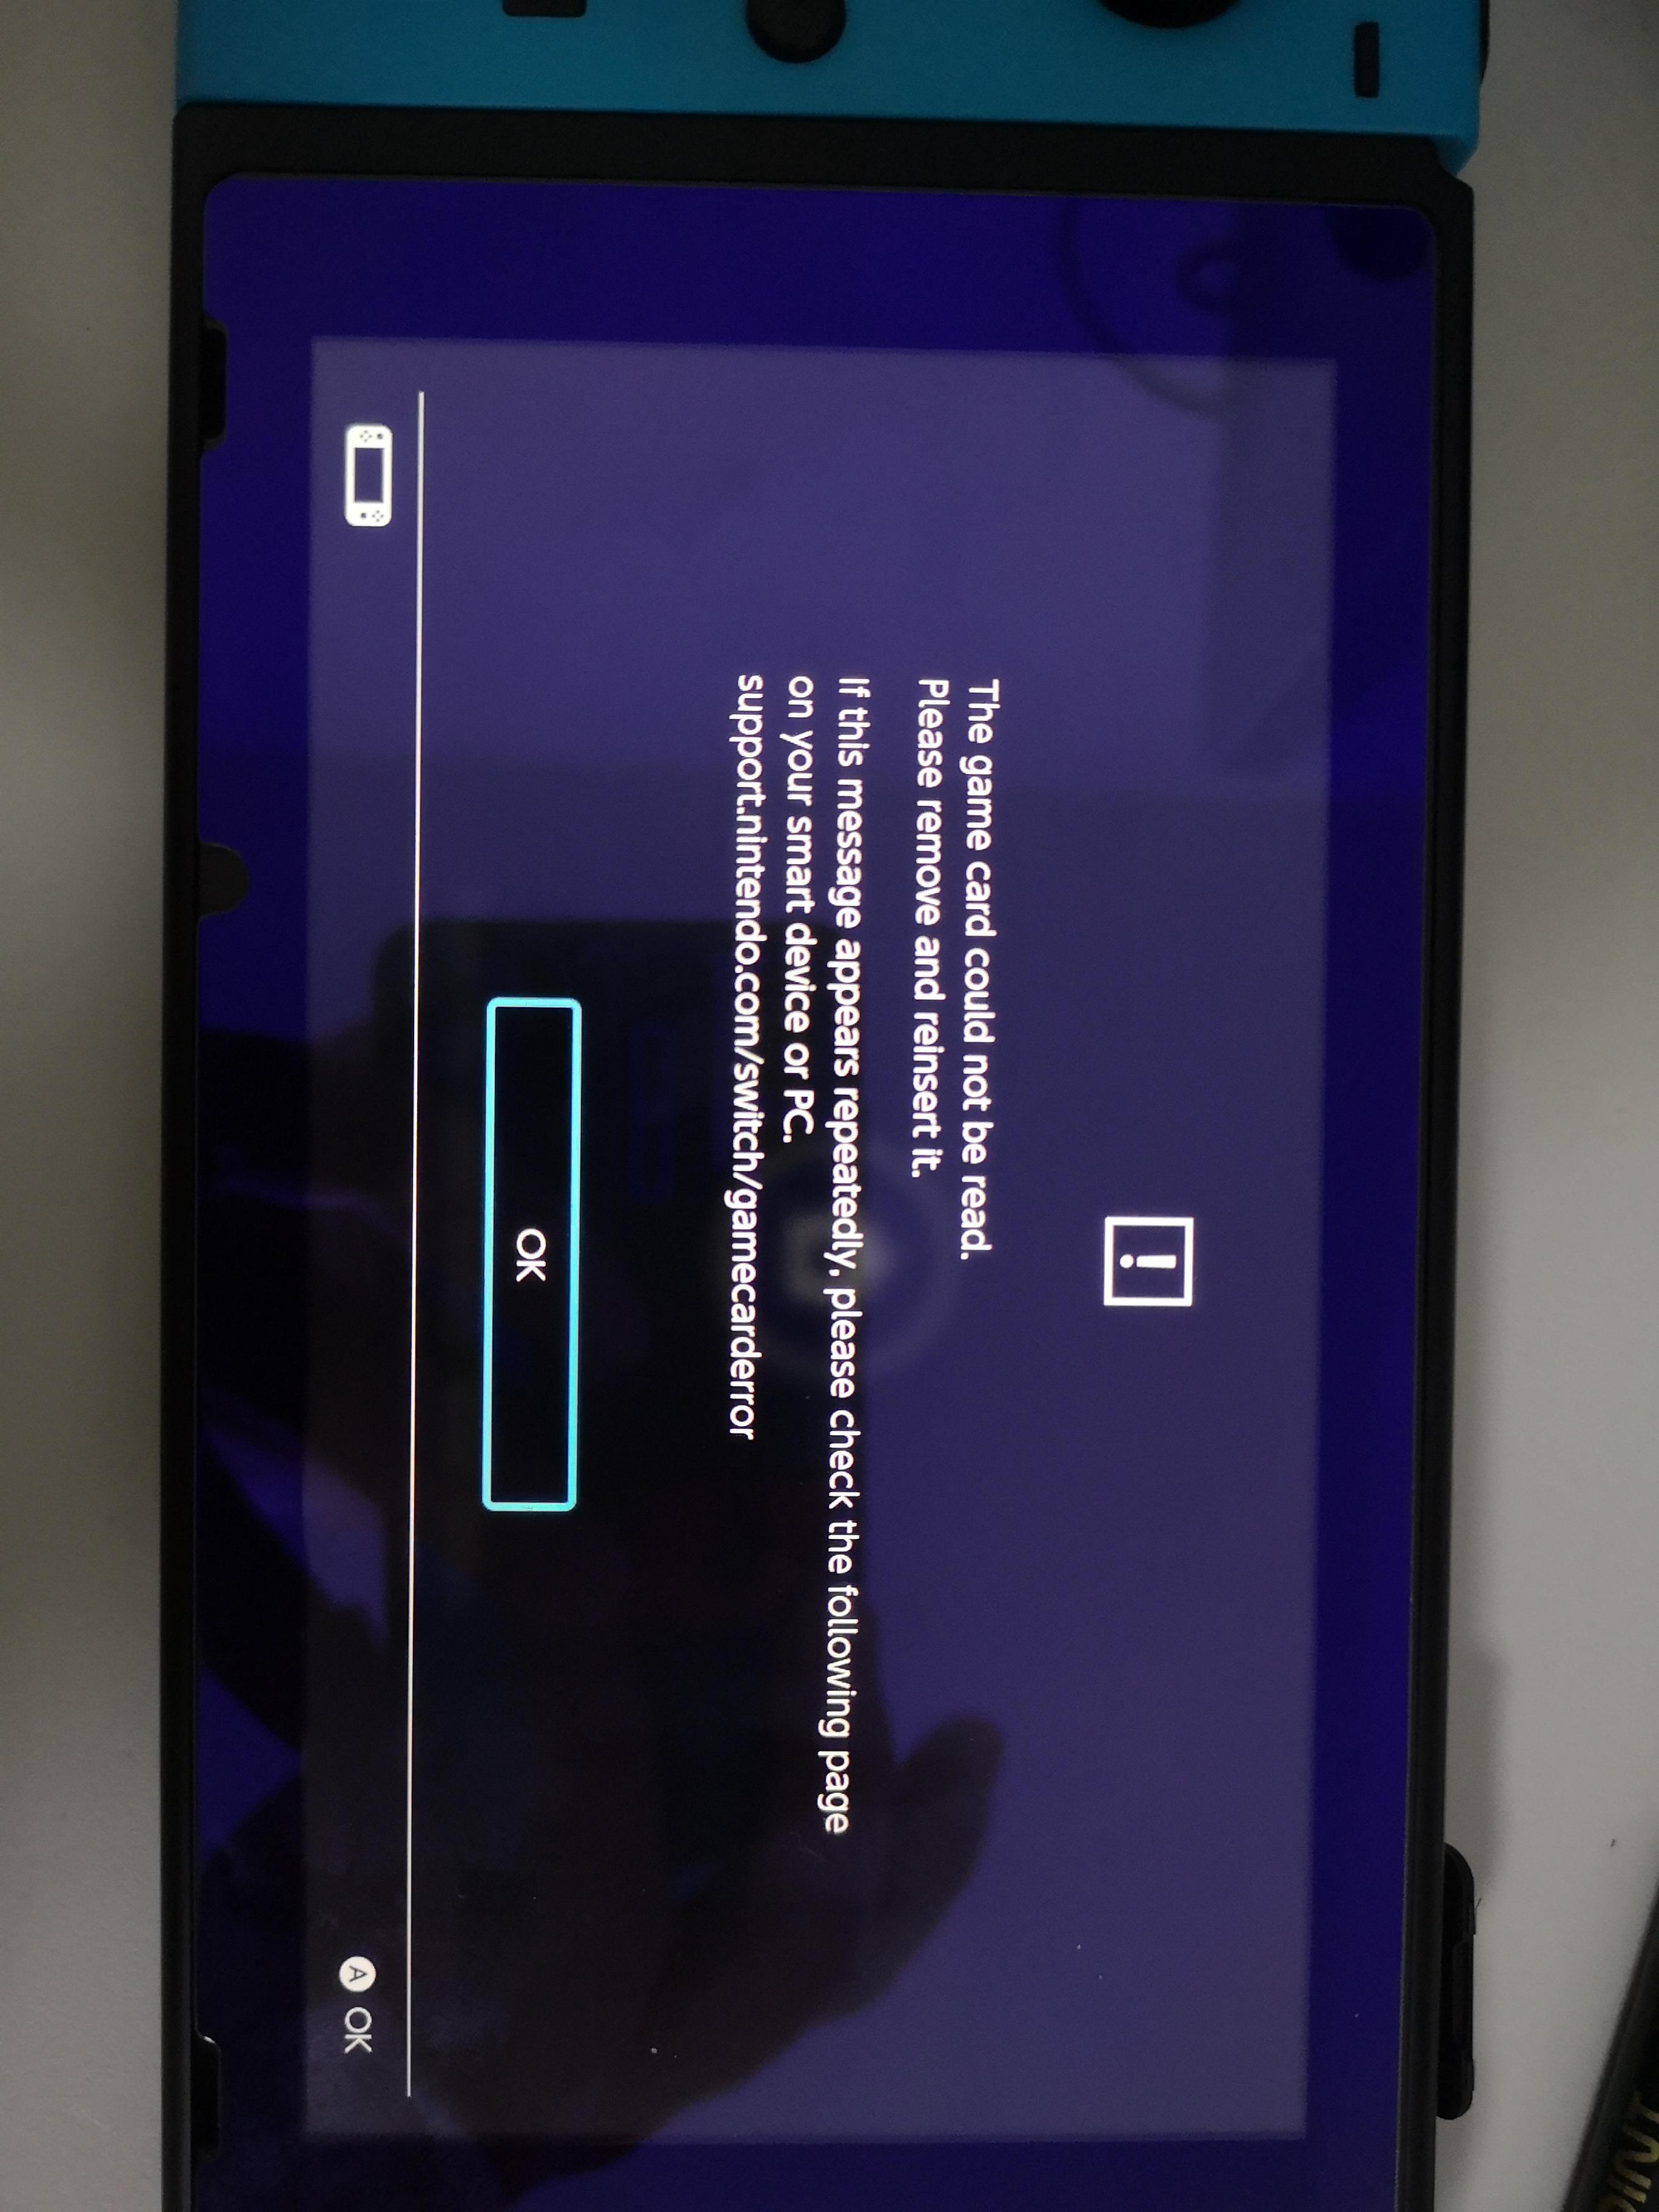 The game card could not be read.
Please remove and reinsert it.
If this message appears repeatedly, please check the following page
on your smart device or PC.
support.nintendo.com/switch/gamecarderror
OK
A OK